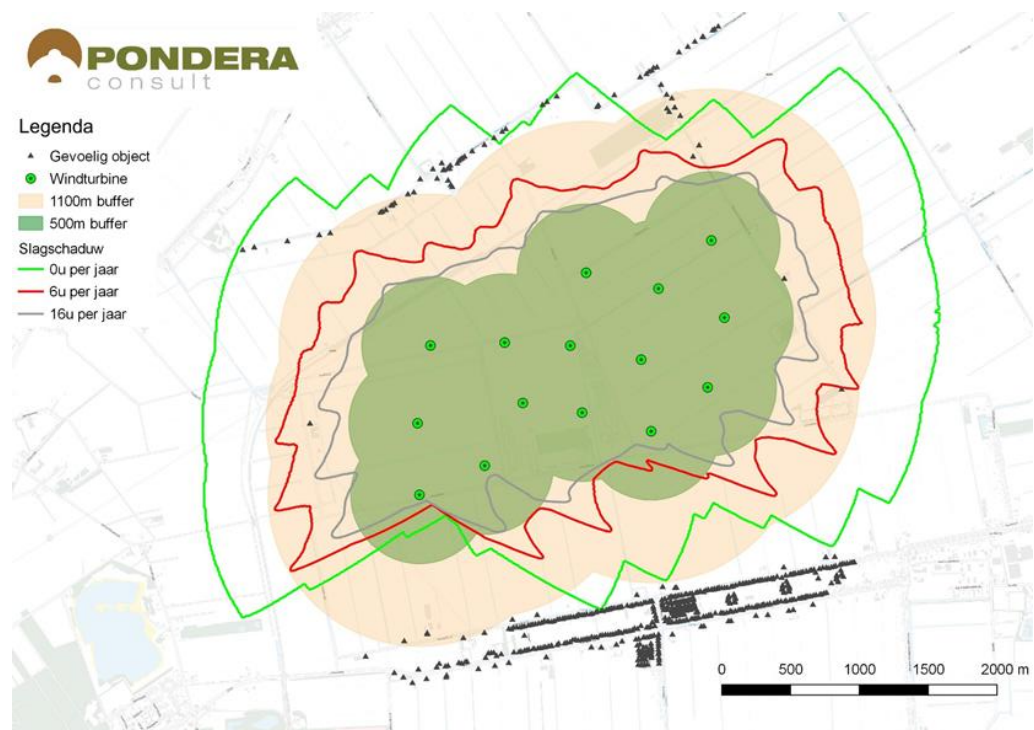 PONDERA
consult
Legenda
Gevoelig object
Windturbine
1100m buffer
500m buffer
Slagschaduw
0u per jaar
6u per jaar
16u per jaar
0 500 1000 1500 2000 m